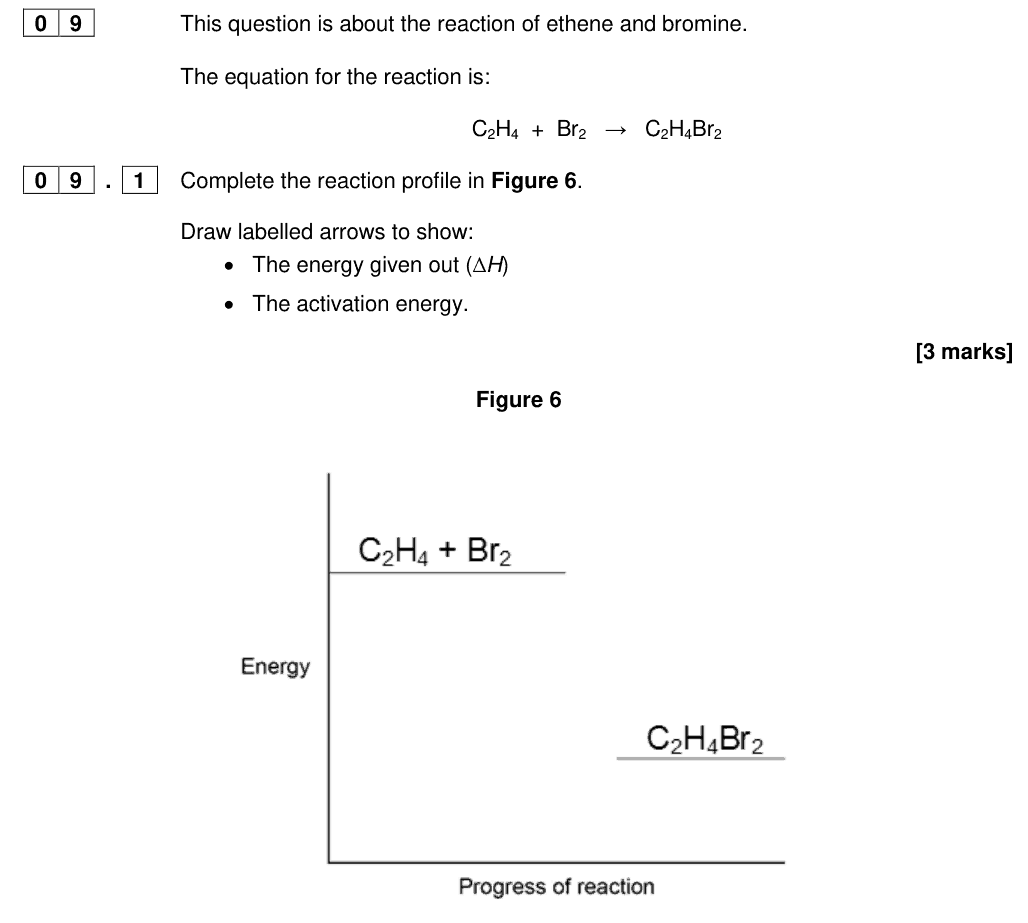 0 9 This question is about the reaction of ethene and bromine.
The equation for the reaction is:
C₂H₄ + Br₂ → C₂H₄Br₂
0 9 . 1 Complete the reaction profile in Figure 6.
Draw labelled arrows to show:
• The energy given out (ΔH)
• The activation energy.
[3 marks]
Figure 6
C₂H₄ + Br₂
Energy
C₂H₄Br₂
Progress of reaction